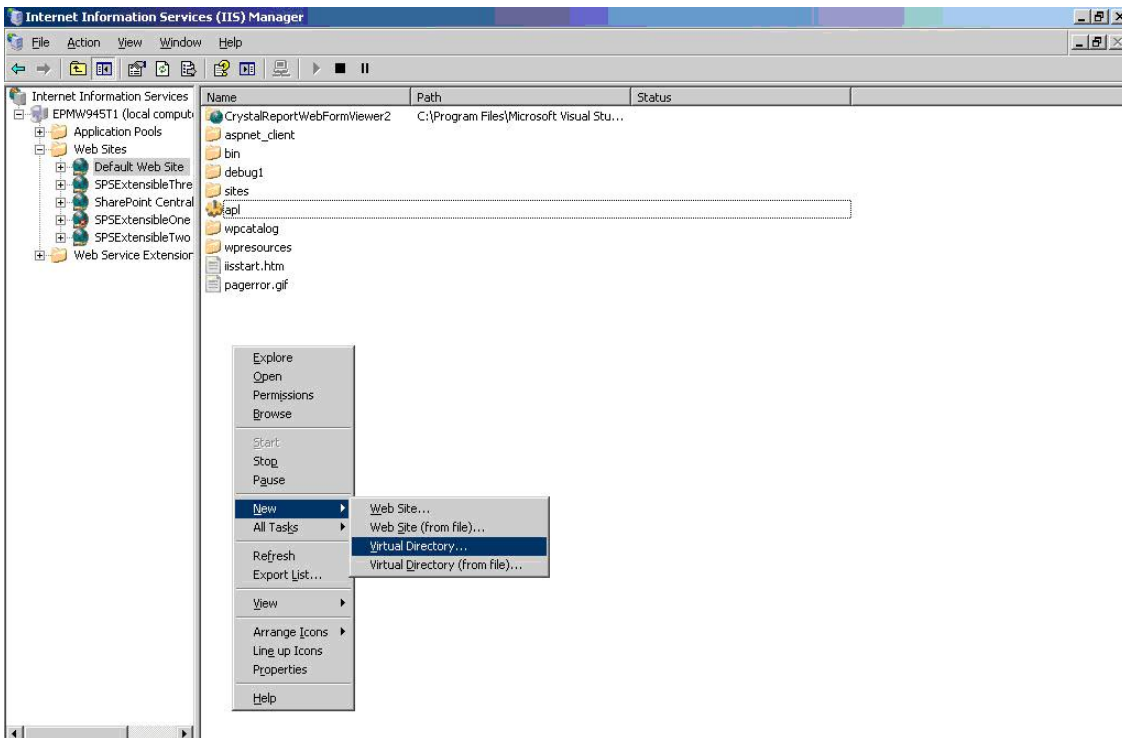 Internet Information Services (IIS) Manager
File Action View Window Help
Internet Information Services
EPMW945T1 (local comput
Application Pools
Web Sites
Default Web Site
SPSExtensibleThre
SharePoint Central
SPSExtensibleOne
SPSExtensibleTwo
Web Service Extension
Name Path Status
CrystalReportWebFormViewer2 C:\Program Files\Microsoft Visual Stu...
aspnet_client
bin
debug1
sites
apl
wpcatalog
wpresources
iisstart.htm
pagerror.gif
Explore
Open
Permissions
Browse
Start
Stop
Pause
New
All Tasks
Refresh
Export List...
View
Arrange Icons
Line up Icons
Properties
Help
Web Site...
Web Site (from file)...
Virtual Directory...
Virtual Directory (from file)...